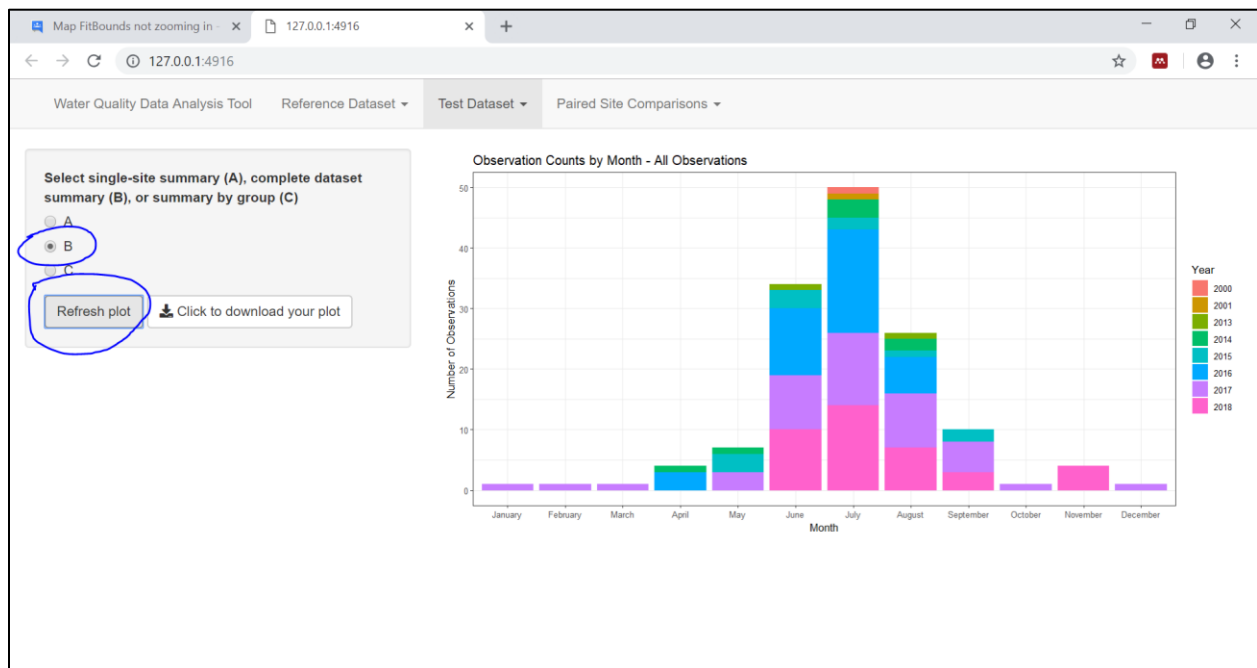 Map FitBounds not zooming in -
127.0.0.1:4916
127.0.0.1:4916
Water Quality Data Analysis Tool Reference Dataset Test Dataset Paired Site Comparisons
Select single-site summary (A), complete dataset
summary (B), or summary by group (C)
A
B
C
Refresh plot Click to download your plot
Observation Counts by Month - All Observations
Number of Observations
50
40
30
20
10
0
January February March April May June July August September October November December
Month
Year
2000
2001
2013
2014
2015
2016
2017
2018